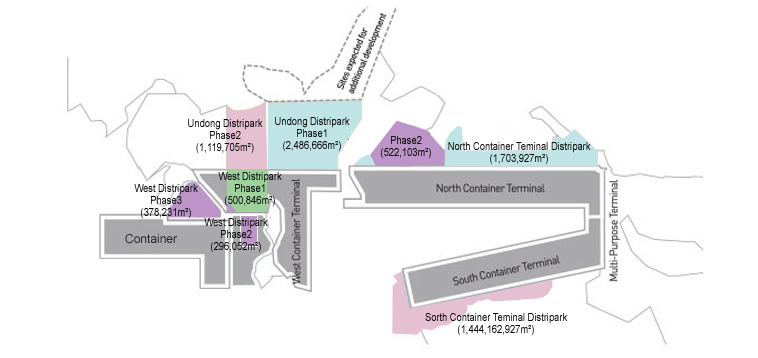 Sites expected for
additional development
Undong Distripark
Phase2
(1,119,705m²)
Undong Distripark
Phase1
(2,486,666m²)
Phase2
(522,103m²)
North Container Teminal Distripark
(1,703,927m²)
West Distripark
Phase3
(378,231m²)
West Distripark
Phase1
(500,846m²)
West Distripark
Phase2
(296,052m²)
Container
West Container Terminal
North Container Terminal
Multi-Purpose Terminal
South Container Terminal
Sorth Container Teminal Distripark
(1,444,162,927m²)